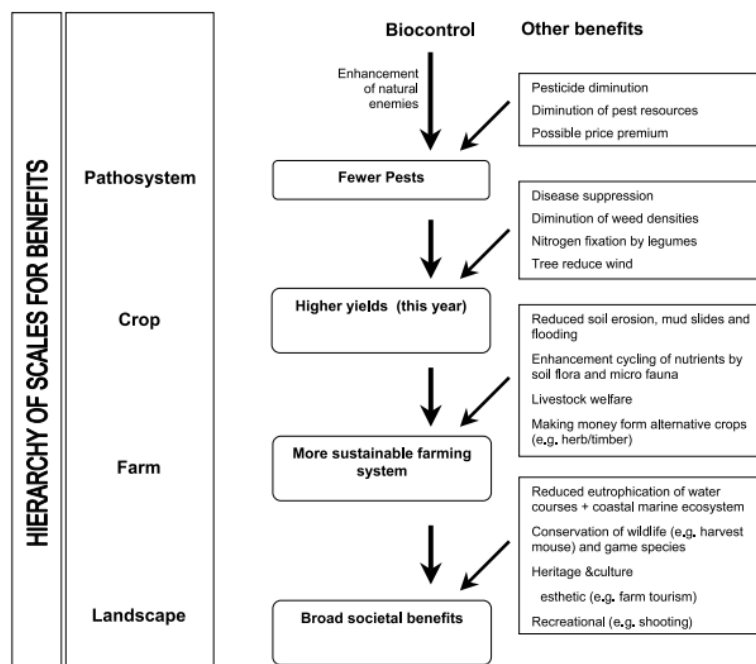 HIERARCHY OF SCALES FOR BENEFITS
Biocontrol
Other benefits
Enhancement
of natural
enemies
Pesticide diminution
Diminution of pest resources
Possible price premium
Pathosystem
Fewer Pests
Disease suppression
Diminution of weed densities
Nitrogen fixation by legumes
Tree reduce wind
Crop
Higher yields (this year)
Reduced soil erosion, mud slides and
flooding
Enhancement cycling of nutrients by
soil flora and micro fauna
Livestock welfare
Making money form alternative crops
(e.g. herb/timber)
Farm
More sustainable farming
system
Reduced eutrophication of water
courses + coastal marine ecosystem
Conservation of wildlife (e.g. harvest
mouse) and game species
Heritage &culture
esthetic (e.g. farm tourism)
Recreational (e.g. shooting)
Landscape
Broad societal benefits